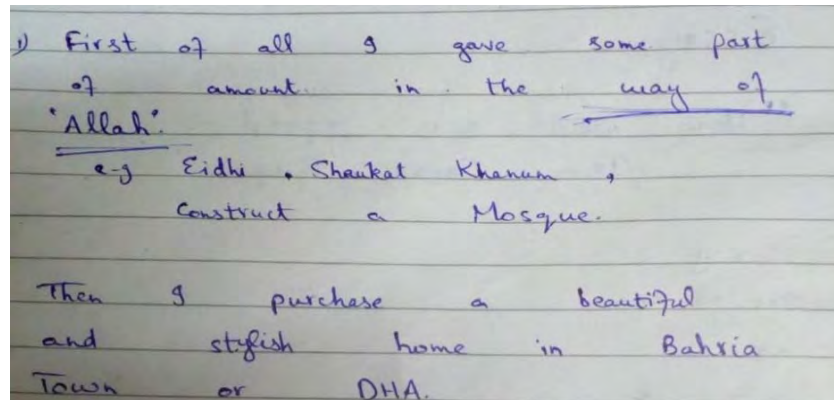 1) First of all I gave some part
of amount. in the way of
"Allah".
e-g Eidhi, Shaukat Khanum,
Construct a Mosque.
Then I purchase a beautiful
and stylish home in Bahria
Town or DHA.